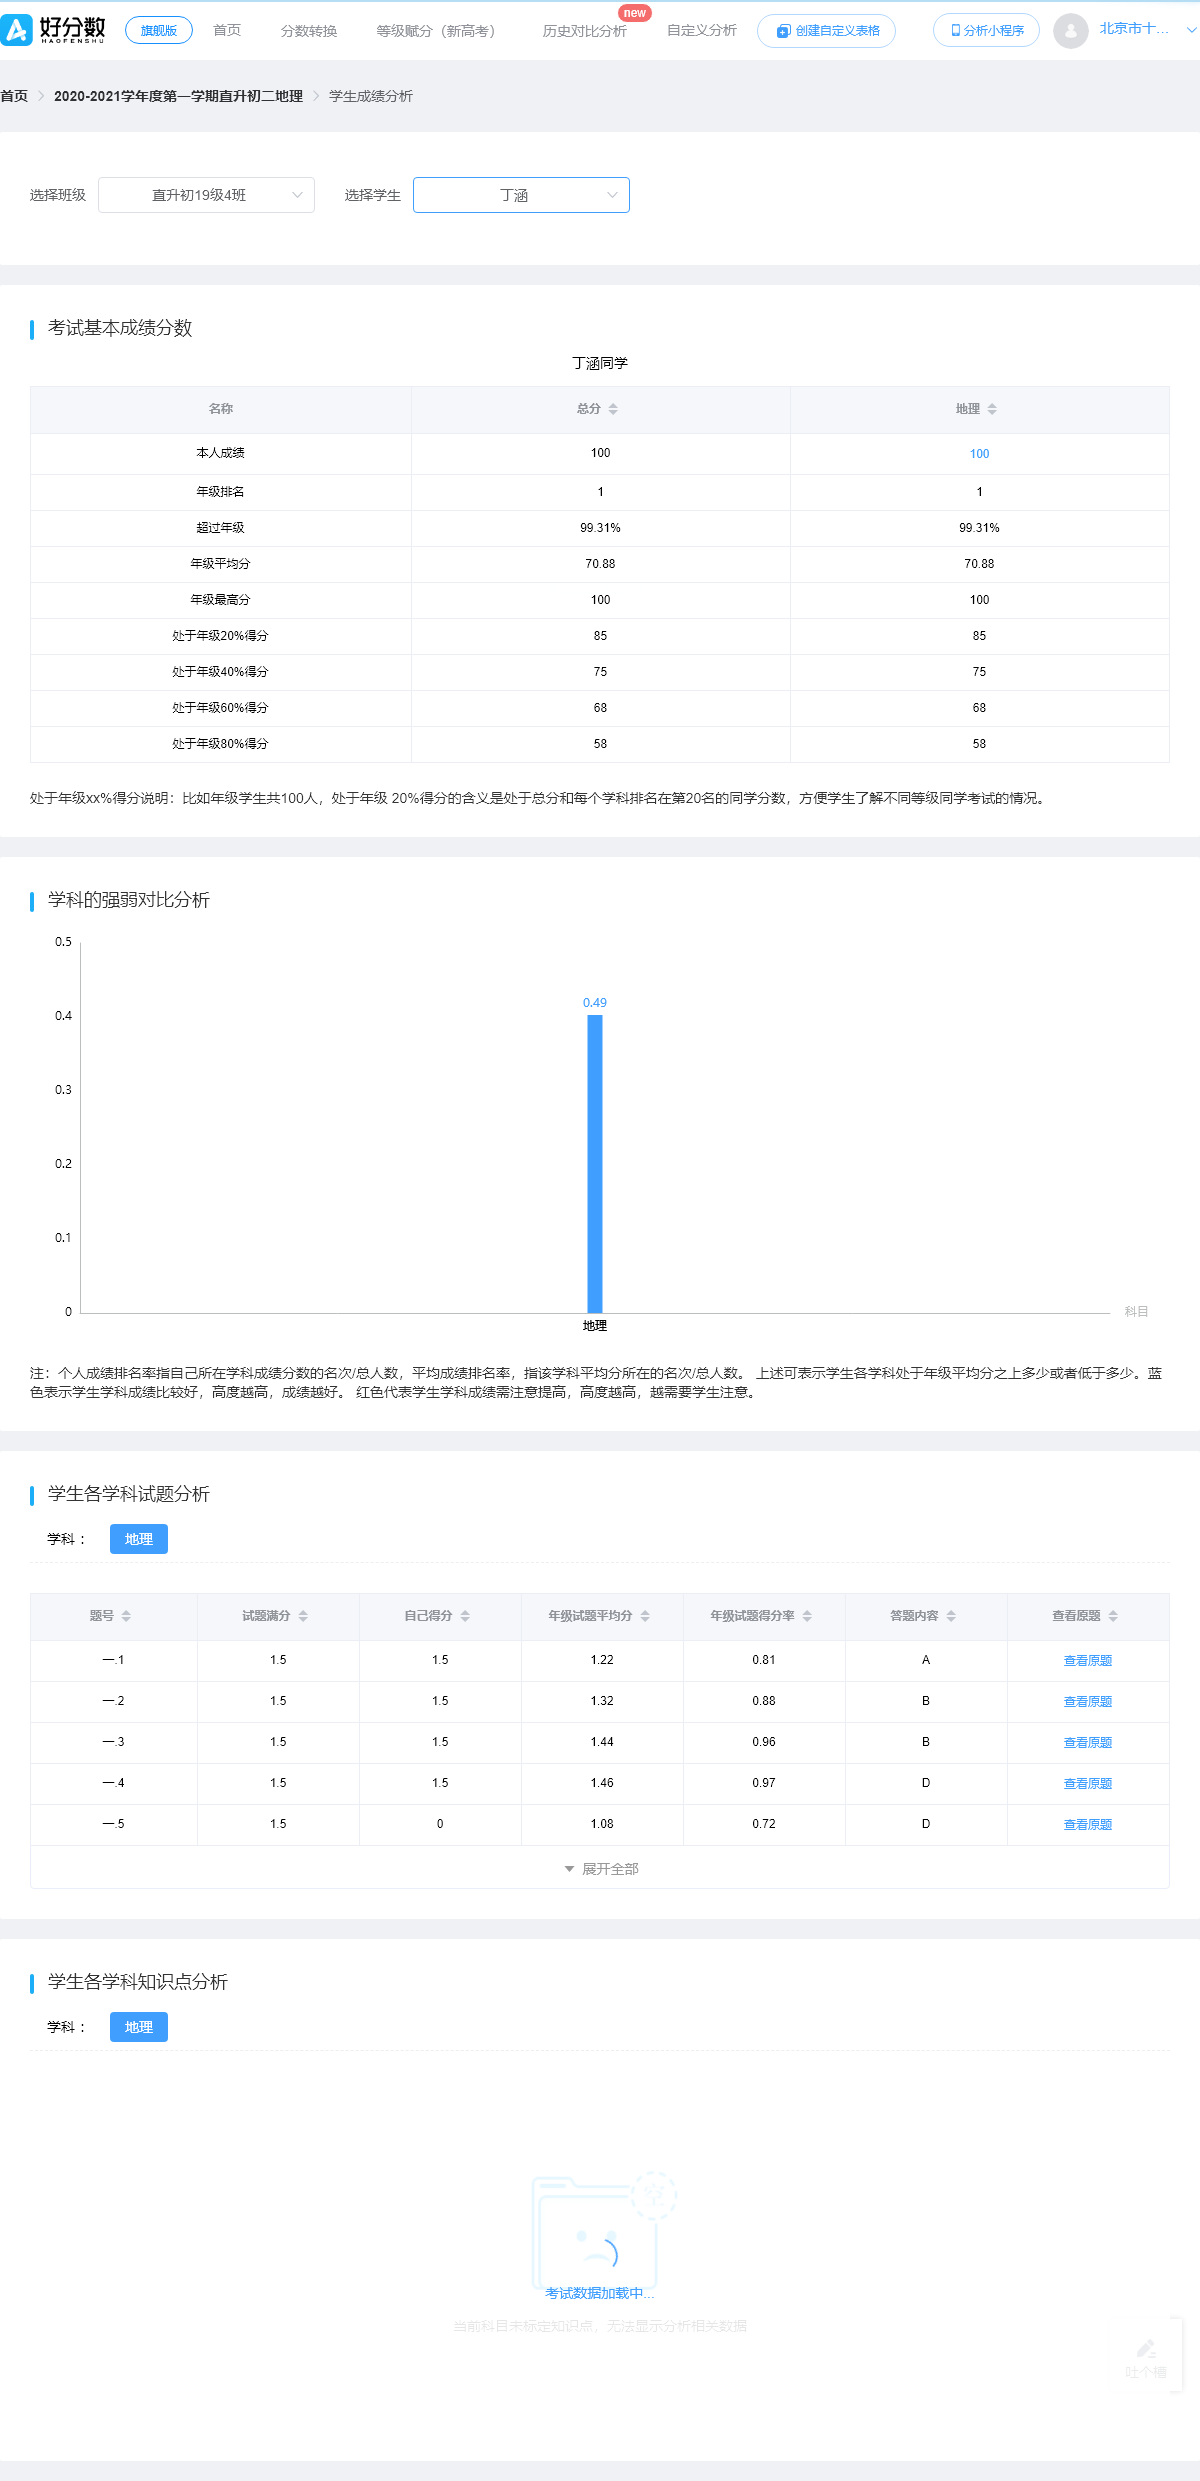 好分数
HAOFENSHU
旗舰版
首页
分数转换
等级赋分（新高考）
历史对比分析
new
自定义分析
创建自定义表格
分析小程序
北京市十...
首页 > 2020-2021学年度第一学期直升初二地理 > 学生成绩分析
选择班级 直升初19级4班 选择学生 丁涵
考试基本成绩分数
丁涵同学
名称 总分 地理
本人成绩 100 100
年级排名 1 1
超过年级 99.31% 99.31%
年级平均分 70.88 70.88
年级最高分 100 100
处于年级20%得分 85 85
处于年级40%得分 75 75
处于年级60%得分 68 68
处于年级80%得分 58 58
处于年级xx%得分说明：比如年级学生共100人，处于年级 20%得分的含义是处于总分和每个学科排名在第20名的同学分数，方便学生了解不同等级同学考试的情况。
学科的强弱对比分析
0.5
0.49
0.4
0.3
0.2
0.1
0
科目
地理
注：个人成绩排名率指自己所在学科成绩分数的名次/总人数，平均成绩排名率，指该学科平均分所在的名次/总人数。 上述可表示学生各学科处于年级平均分之上多少或者低于多少。蓝
色表示学生学科成绩比较好，高度越高，成绩越好。 红色代表学生学科成绩需注意提高，高度越高，越需要学生注意。
学生各学科试题分析
学科： 地理
题号 试题满分 自己得分 年级试题平均分 年级试题得分率 答题内容 查看原题
一.1 1.5 1.5 1.22 0.81 A 查看原题
一.2 1.5 1.5 1.32 0.88 B 查看原题
一.3 1.5 1.5 1.44 0.96 B 查看原题
一.4 1.5 1.5 1.46 0.97 D 查看原题
一.5 1.5 0 1.08 0.72 D 查看原题
展开全部
学生各学科知识点分析
学科： 地理
空
考试数据加载中...
当前科目未标定知识点，无法显示分析相关数据
吐个槽